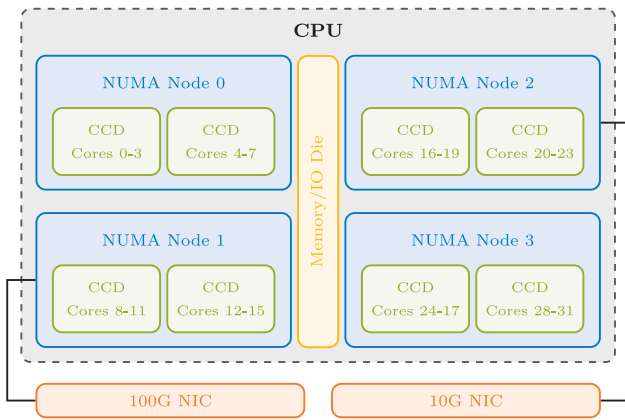 CPU
NUMA Node 0
CCD
Cores 0-3
CCD
Cores 4-7
NUMA Node 1
CCD
Cores 8-11
CCD
Cores 12-15
Memory/IO Die
NUMA Node 2
CCD
Cores 16-19
CCD
Cores 20-23
NUMA Node 3
CCD
Cores 24-17
CCD
Cores 28-31
100G NIC
10G NIC